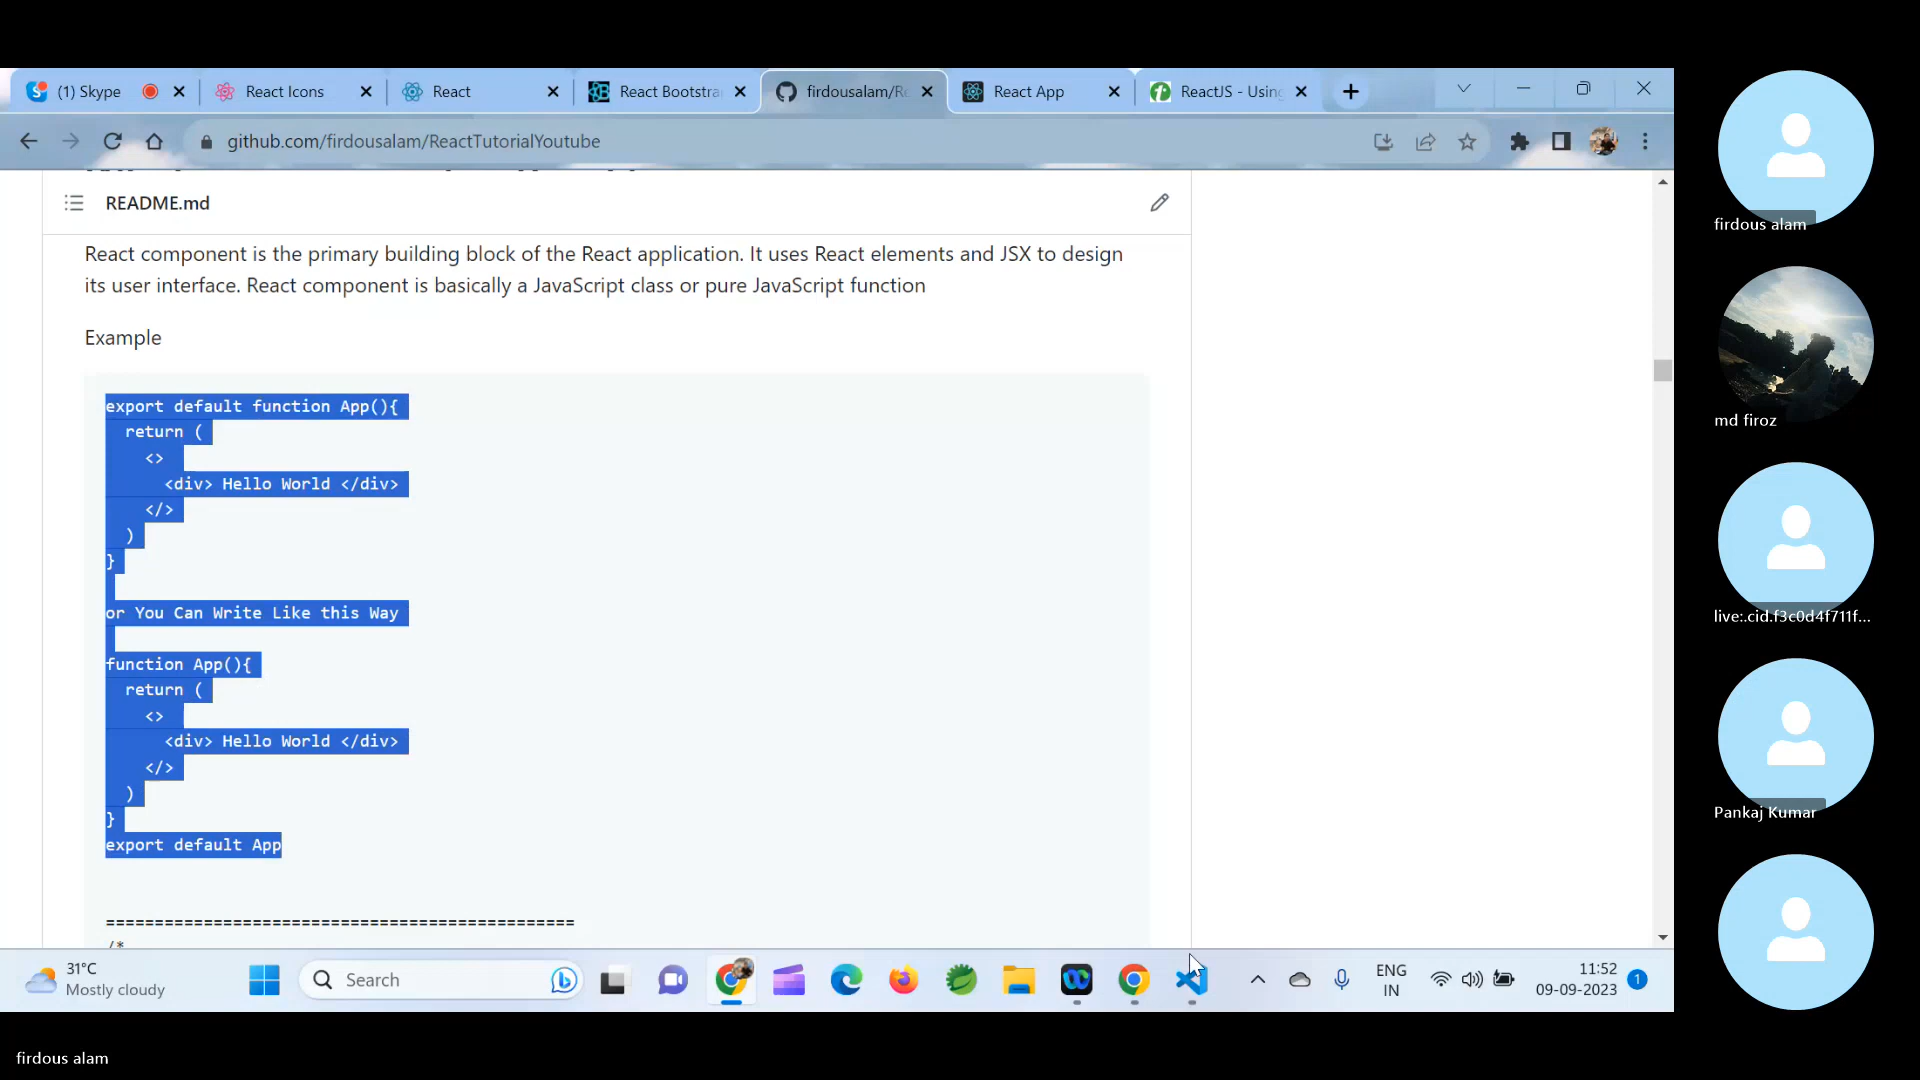 (1) Skype
React Icons
React
React Bootstra
firdousalam/Re
React App
ReactJS - Using
github.com/firdousalam/ReactTutorialYoutube
README.md
React component is the primary building block of the React application. It uses React elements and JSX to design
its user interface. React component is basically a JavaScript class or pure JavaScript function
Example
export default function App(){
return (
<>
<div> Hello World </div>
</>
)
}
or You Can Write Like this Way
function App(){
return (
<>
<div> Hello World </div>
</>
)
}
export default App
================================================
/*
firdous alam
md firoz
live:.cid.f3c0d4f711f...
Pankaj Kumar
31°C
Mostly cloudy
Search
ENG
IN
11:52
09-09-2023
1
firdous alam